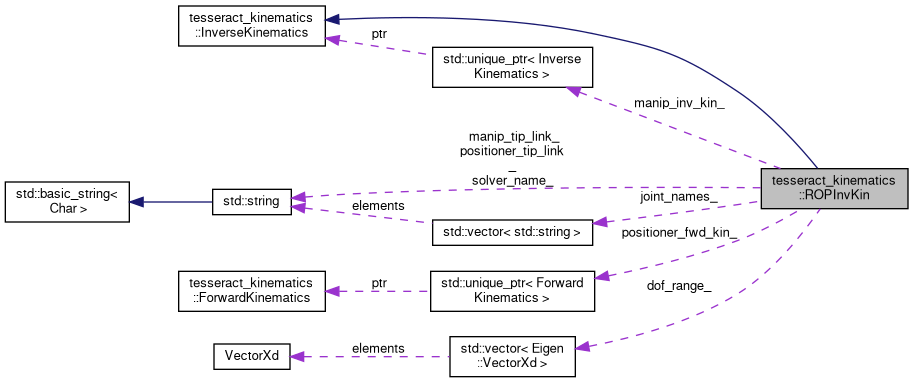 tesseract_kinematics
::InverseKinematics
ptr
std::unique_ptr< Inverse
Kinematics >
manip_inv_kin_
manip_tip_link_
positioner_tip_link
_
solver_name_
tesseract_kinematics
::ROPInvKin
std::basic_string<
Char >
std::string
elements
joint_names_
std::vector< std::string >
positioner_fwd_kin_
tesseract_kinematics
::ForwardKinematics
ptr
std::unique_ptr< Forward
Kinematics >
dof_range_
VectorXd
elements
std::vector< Eigen
::VectorXd >